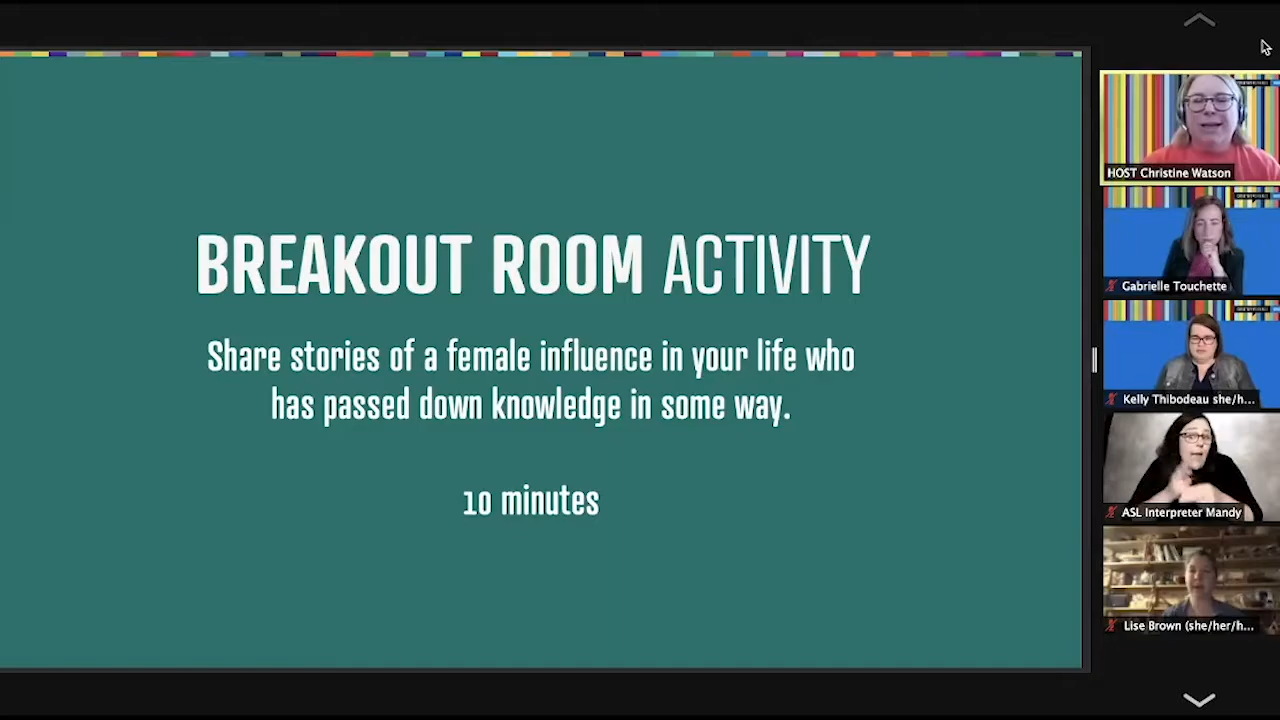 BREAKOUT ROOM ACTIVITY
Share stories of a female influence in your life who
has passed down knowledge in some way.
10 minutes
HOST Christine Watson
Gabrielle Touchette
Kelly Thibodeau she/h...
ASL Interpreter Mandy
Lise Brown (she/her/h...